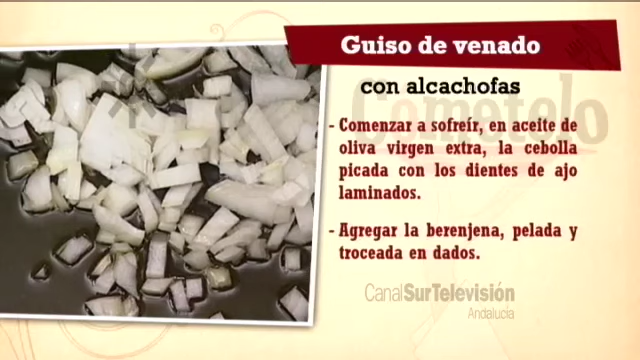 Guiso de venado
con alcachofas
Cómetelo
- Comenzar a sofreír, en aceite de
oliva virgen extra, la cebolla
picada con los dientes de ajo
laminados.
- Agregar la berenjena, pelada y
troceada en dados.
CanalSurTelevisión
Andalucía